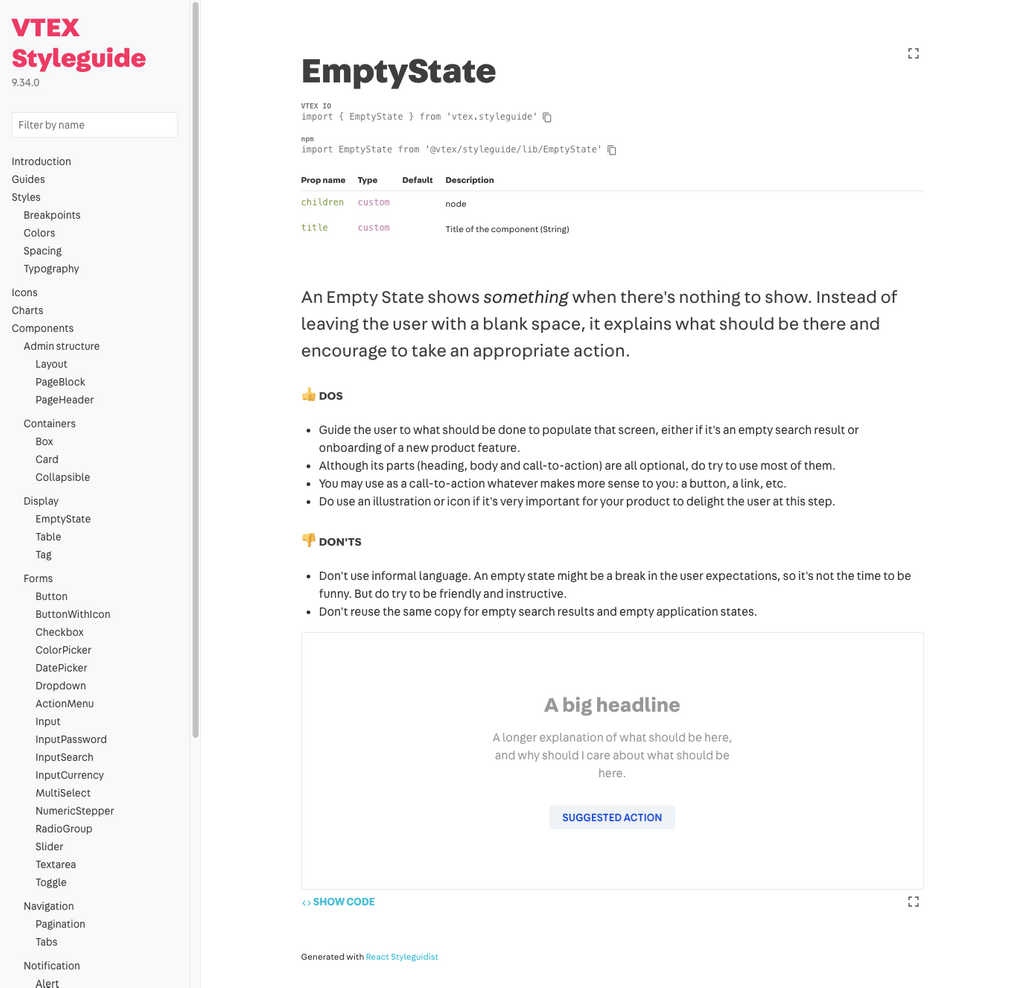 VTEX
Styleguide
9.34.0
Filter by name
Introduction
Guides
Styles
Breakpoints
Colors
Spacing
Typography
Icons
Charts
Components
Admin structure
Layout
PageBlock
PageHeader
Containers
Box
Card
Collapsible
Display
EmptyState
Table
Tag
Forms
Button
ButtonWithIcon
Checkbox
ColorPicker
DatePicker
Dropdown
ActionMenu
Input
InputPassword
InputSearch
InputCurrency
MultiSelect
NumericStepper
RadioGroup
Slider
Textarea
Toggle
Navigation
Pagination
Tabs
Notification
Alert
EmptyState
VTEX IO
import { EmptyState } from 'vtex.styleguide'
npm
import EmptyState from '@vtex/styleguide/lib/EmptyState'
Prop name Type Default Description
children custom node
title custom Title of the component (String)
An Empty State shows something when there's nothing to show. Instead of
leaving the user with a blank space, it explains what should be there and
encourage to take an appropriate action.
👍 DOS
• Guide the user to what should be done to populate that screen, either if it's an empty search result or
onboarding of a new product feature.
• Although its parts (heading, body and call-to-action) are all optional, do try to use most of them.
• You may use as a call-to-action whatever makes more sense to you: a button, a link, etc.
• Do use an illustration or icon if it's very important for your product to delight the user at this step.
👎 DON'TS
• Don't use informal language. An empty state might be a break in the user expectations, so it's not the time to be
funny. But do try to be friendly and instructive.
• Don't reuse the same copy for empty search results and empty application states.
A big headline
A longer explanation of what should be here,
and why should I care about what should be
here.
SUGGESTED ACTION
<> SHOW CODE
Generated with React Styleguidist